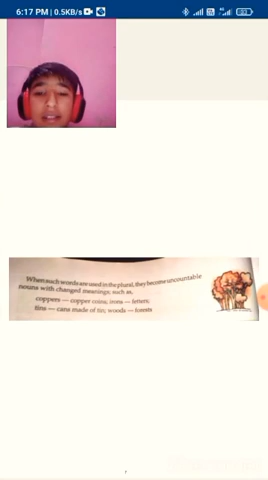 6:17 PM | 0.5KB/s
When such words are used in the plural, they become uncountable
nouns with changed meanings, such as,
coppers — copper coins; irons — fetters;
tins — cans made of tin; woods — forests